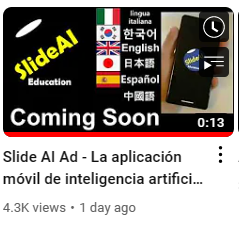 SlideAI
Education
lingua
italiana
한국어
English
日本語
Español
中國語
Coming Soon
0:13
Slide AI Ad - La aplicación
móvil de inteligencia artifici...
4.3K views • 1 day ago